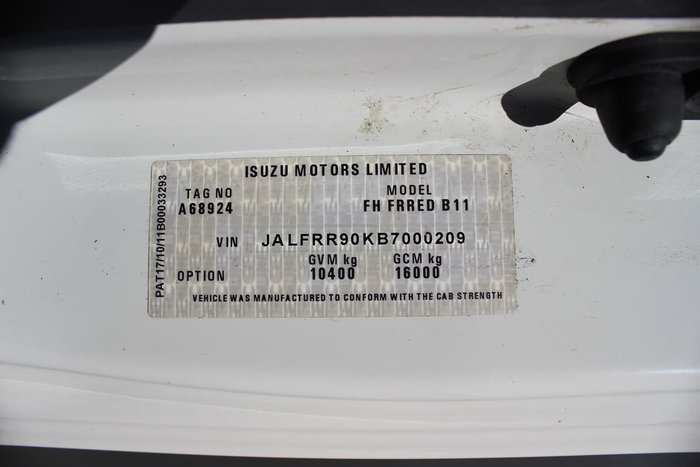 ISUZU MOTORS LIMITED
TAG NO MODEL
A68924 FH FRRED B11
VIN JALFRR90KB7000209
GVM kg GCM kg
OPTION 10400 16000
VEHICLE WAS MANUFACTURED TO CONFORM WITH THE CAB STRENGTH
PAT17/10/11B00033293